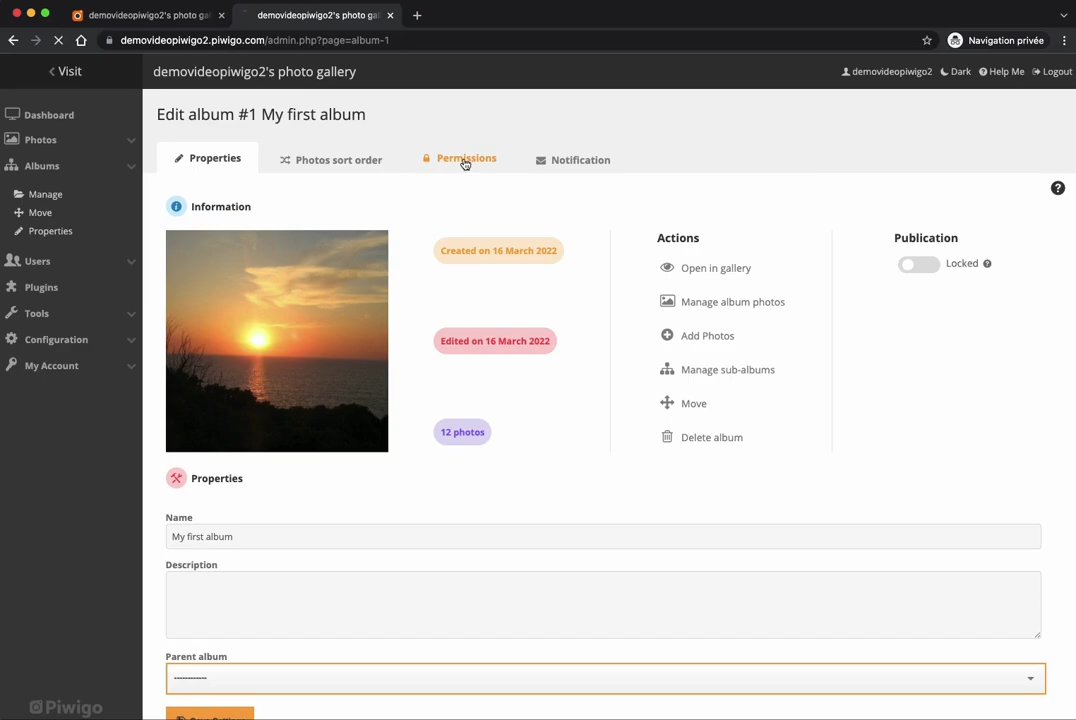 demovideopiwigo2's photo gal
demovideopiwigo2's photo gal
demovideopiwigo2.piwigo.com/admin.php?page=album-1
Navigation privée
Visit
demovideopiwigo2's photo gallery
demovideopiwigo2
Dark
Help Me
Logout
Dashboard
Photos
Albums
Manage
Move
Properties
Users
Plugins
Tools
Configuration
My Account
Piwigo
Edit album #1 My first album
Properties
Photos sort order
Permissions
Notification
Information
Created on 16 March 2022
Edited on 16 March 2022
12 photos
Actions
Open in gallery
Manage album photos
Add Photos
Manage sub-albums
Move
Delete album
Publication
Locked
Properties
Name
My first album
Description
Parent album
------------
Save Settings